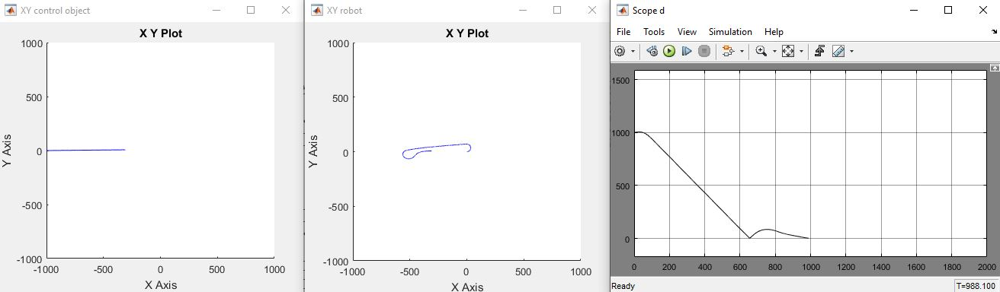 XY control object
X Y Plot
1000
500
0
-500
-1000
-1000
-500
0
500
1000
X Axis
Y Axis
XY robot
X Y Plot
1000
500
0
-500
-1000
-1000
-500
0
500
1000
X Axis
Y Axis
Scope d
File Tools View Simulation Help
1500
1000
500
0
0 200 400 600 800 1000 1200 1400 1600 1800 2000
Ready
T=988.100